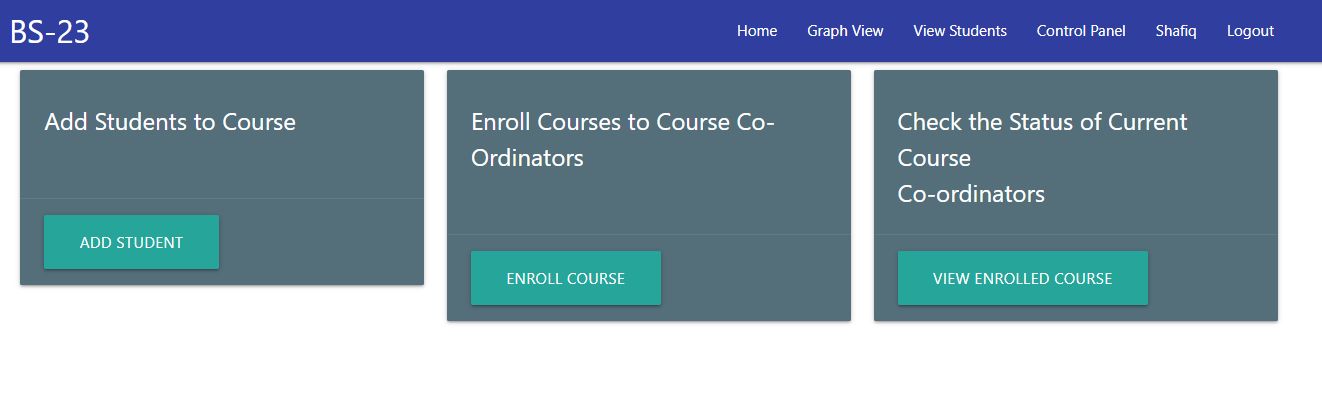 BS-23
Home Graph View View Students Control Panel Shafiq Logout
Add Students to Course
ADD STUDENT
Enroll Courses to Course Co-
Ordinators
ENROLL COURSE
Check the Status of Current
Course
Co-ordinators
VIEW ENROLLED COURSE